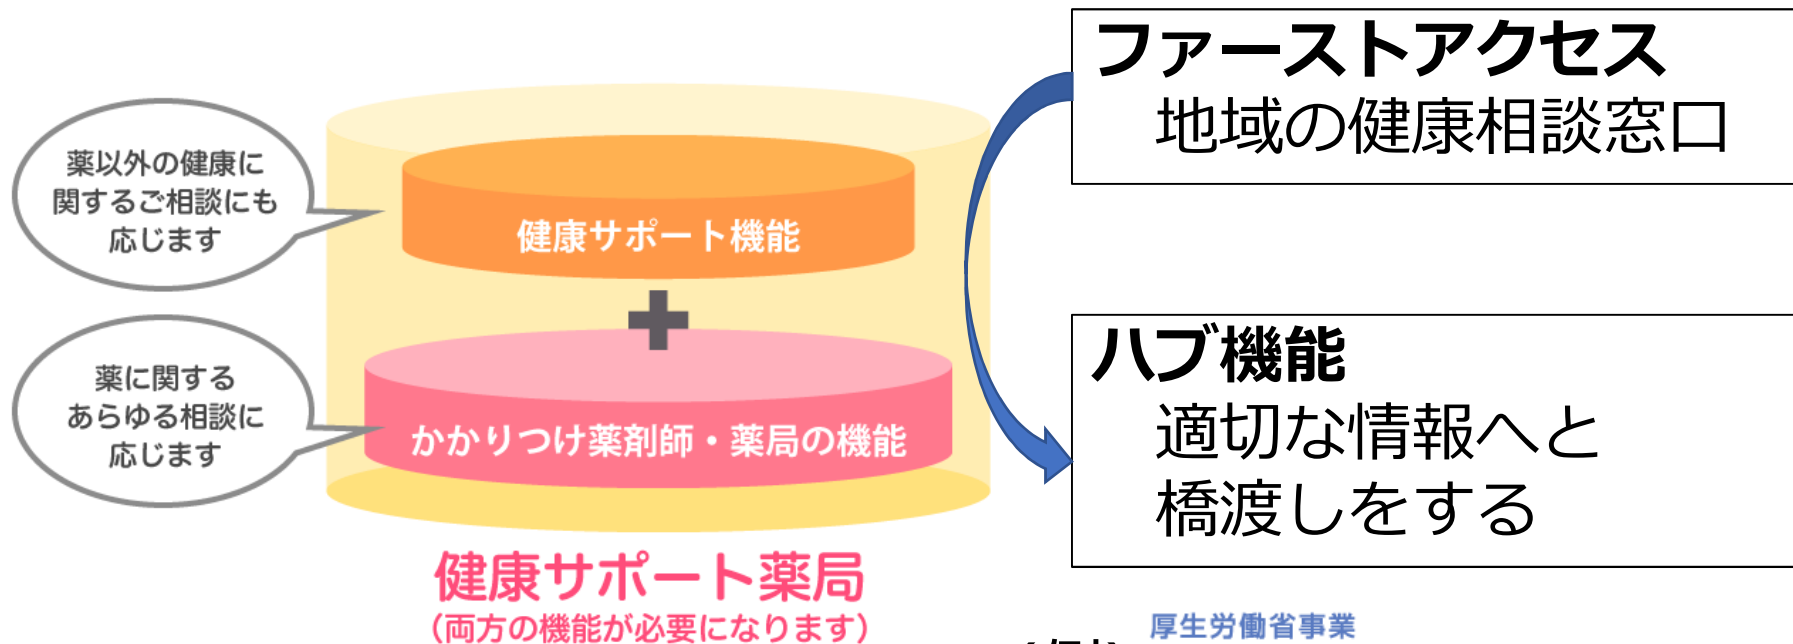 薬以外の健康に
関するご相談にも
応じます
健康サポート機能
薬に関する
あらゆる相談に
応じます
かかりつけ薬剤師・薬局の機能
健康サポート薬局
（両方の機能が必要になります）
ファーストアクセス
地域の健康相談窓口
ハブ機能
適切な情報へと
橋渡しをする
厚生労働省事業